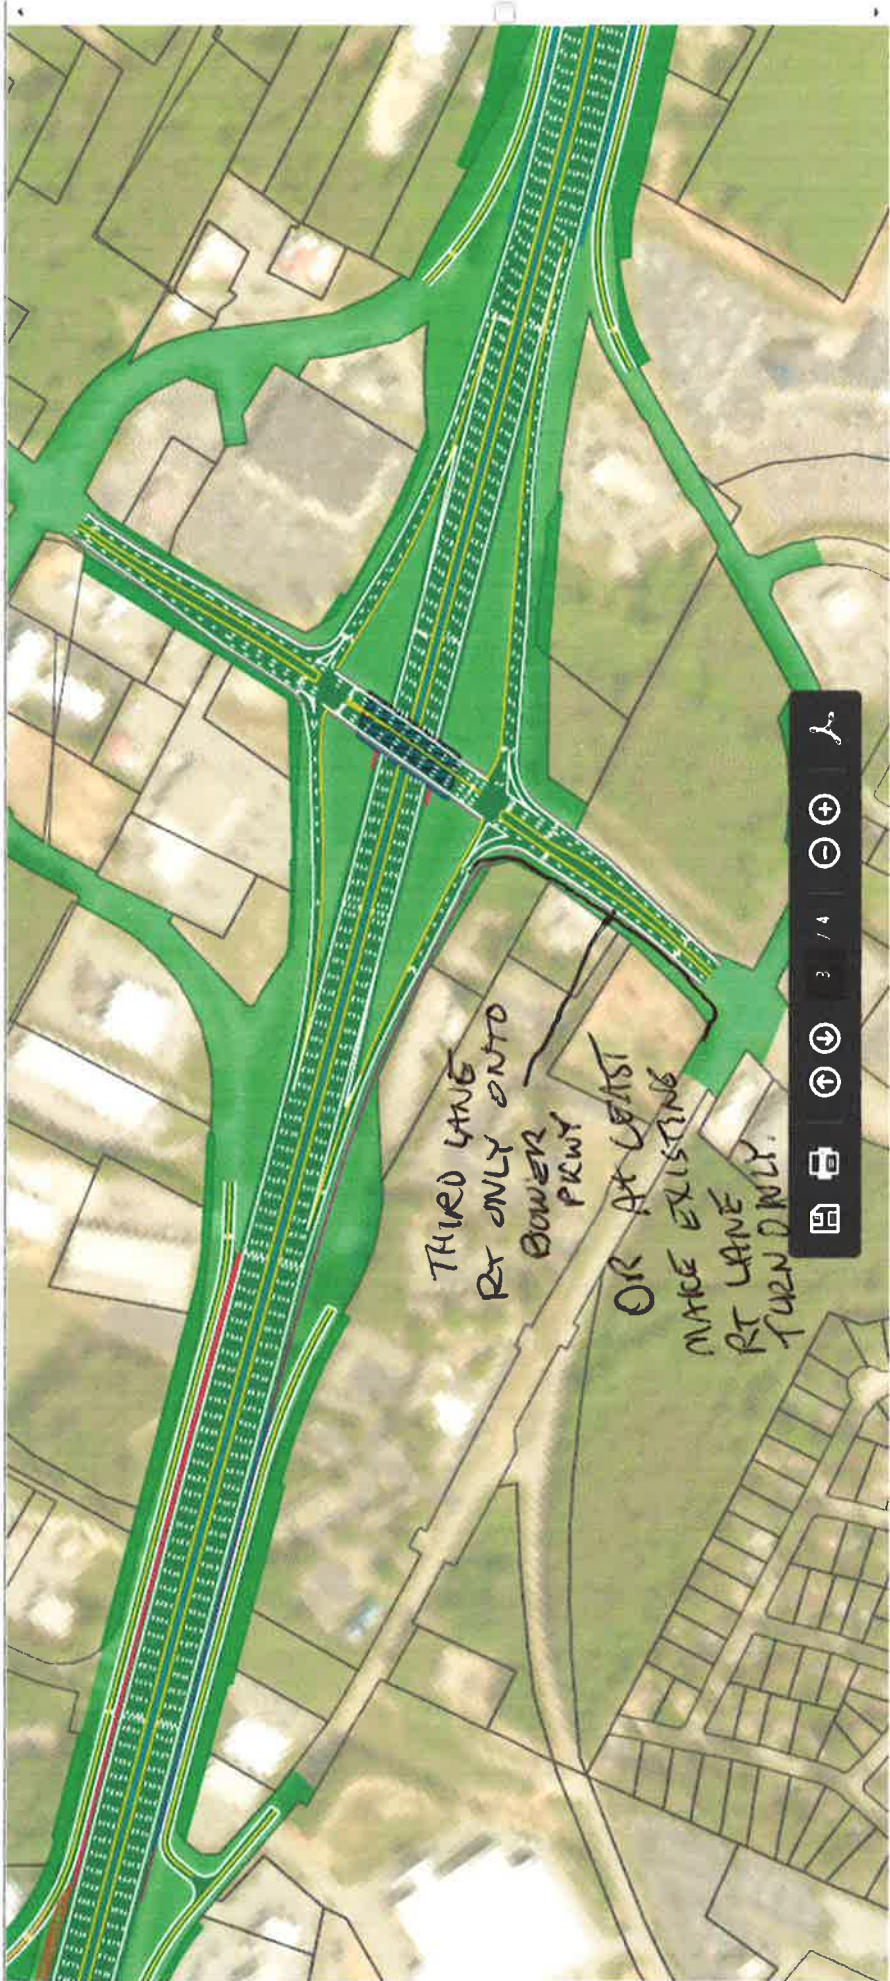 THIRD LANE
RT ONLY ONTO
BOWER
PKWY
OR AT LEAST
MAKE EXISTING
RT LANE
TURN ONLY.
3 / 4